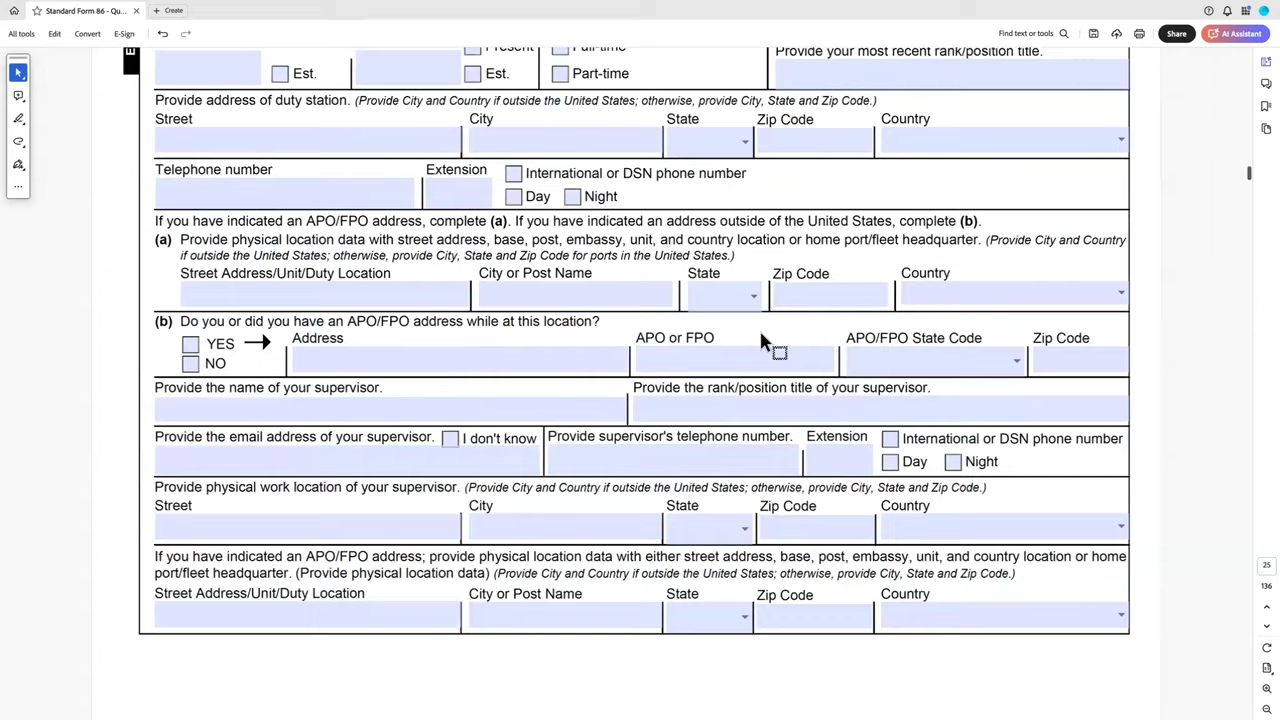 Standard Form 86 - Qu...
Create
All tools Edit Convert E-Sign
Find text or tools
Share
AI Assistant
E
Present
Full-time
Provide your most recent rank/position title.
Est.
Est.
Part-time
Provide address of duty station. (Provide City and Country if outside the United States; otherwise, provide City, State and Zip Code.)
Street City State Zip Code Country
Telephone number Extension International or DSN phone number
Day Night
If you have indicated an APO/FPO address, complete (a). If you have indicated an address outside of the United States, complete (b).
(a) Provide physical location data with street address, base, post, embassy, unit, and country location or home port/fleet headquarter. (Provide City and Country
if outside the United States; otherwise, provide City, State and Zip Code for ports in the United States.)
Street Address/Unit/Duty Location City or Post Name State Zip Code Country
(b) Do you or did you have an APO/FPO address while at this location?
YES Address APO or FPO APO/FPO State Code Zip Code
NO
Provide the name of your supervisor. Provide the rank/position title of your supervisor.
Provide the email address of your supervisor. I don't know Provide supervisor's telephone number. Extension International or DSN phone number
Day Night
Provide physical work location of your supervisor. (Provide City and Country if outside the United States; otherwise, provide City, State and Zip Code.)
Street City State Zip Code Country
If you have indicated an APO/FPO address; provide physical location data with either street address, base, post, embassy, unit, and country location or home
port/fleet headquarter. (Provide physical location data) (Provide City and Country if outside the United States; otherwise, provide City, State and Zip Code.)
Street Address/Unit/Duty Location City or Post Name State Zip Code Country
25
136